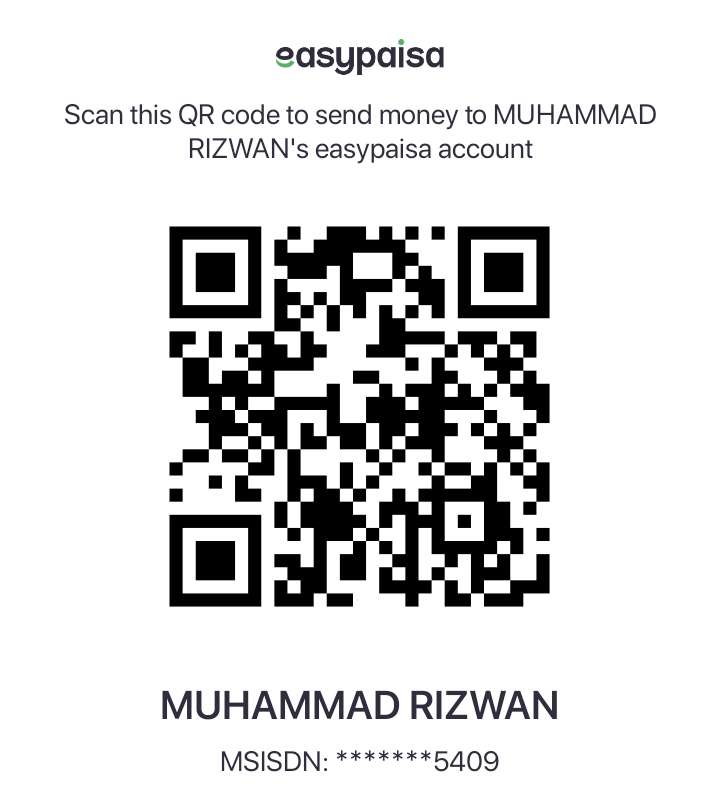 easypaisa
Scan this QR code to send money to MUHAMMAD
RIZWAN's easypaisa account
MUHAMMAD RIZWAN
MSISDN: *******5409